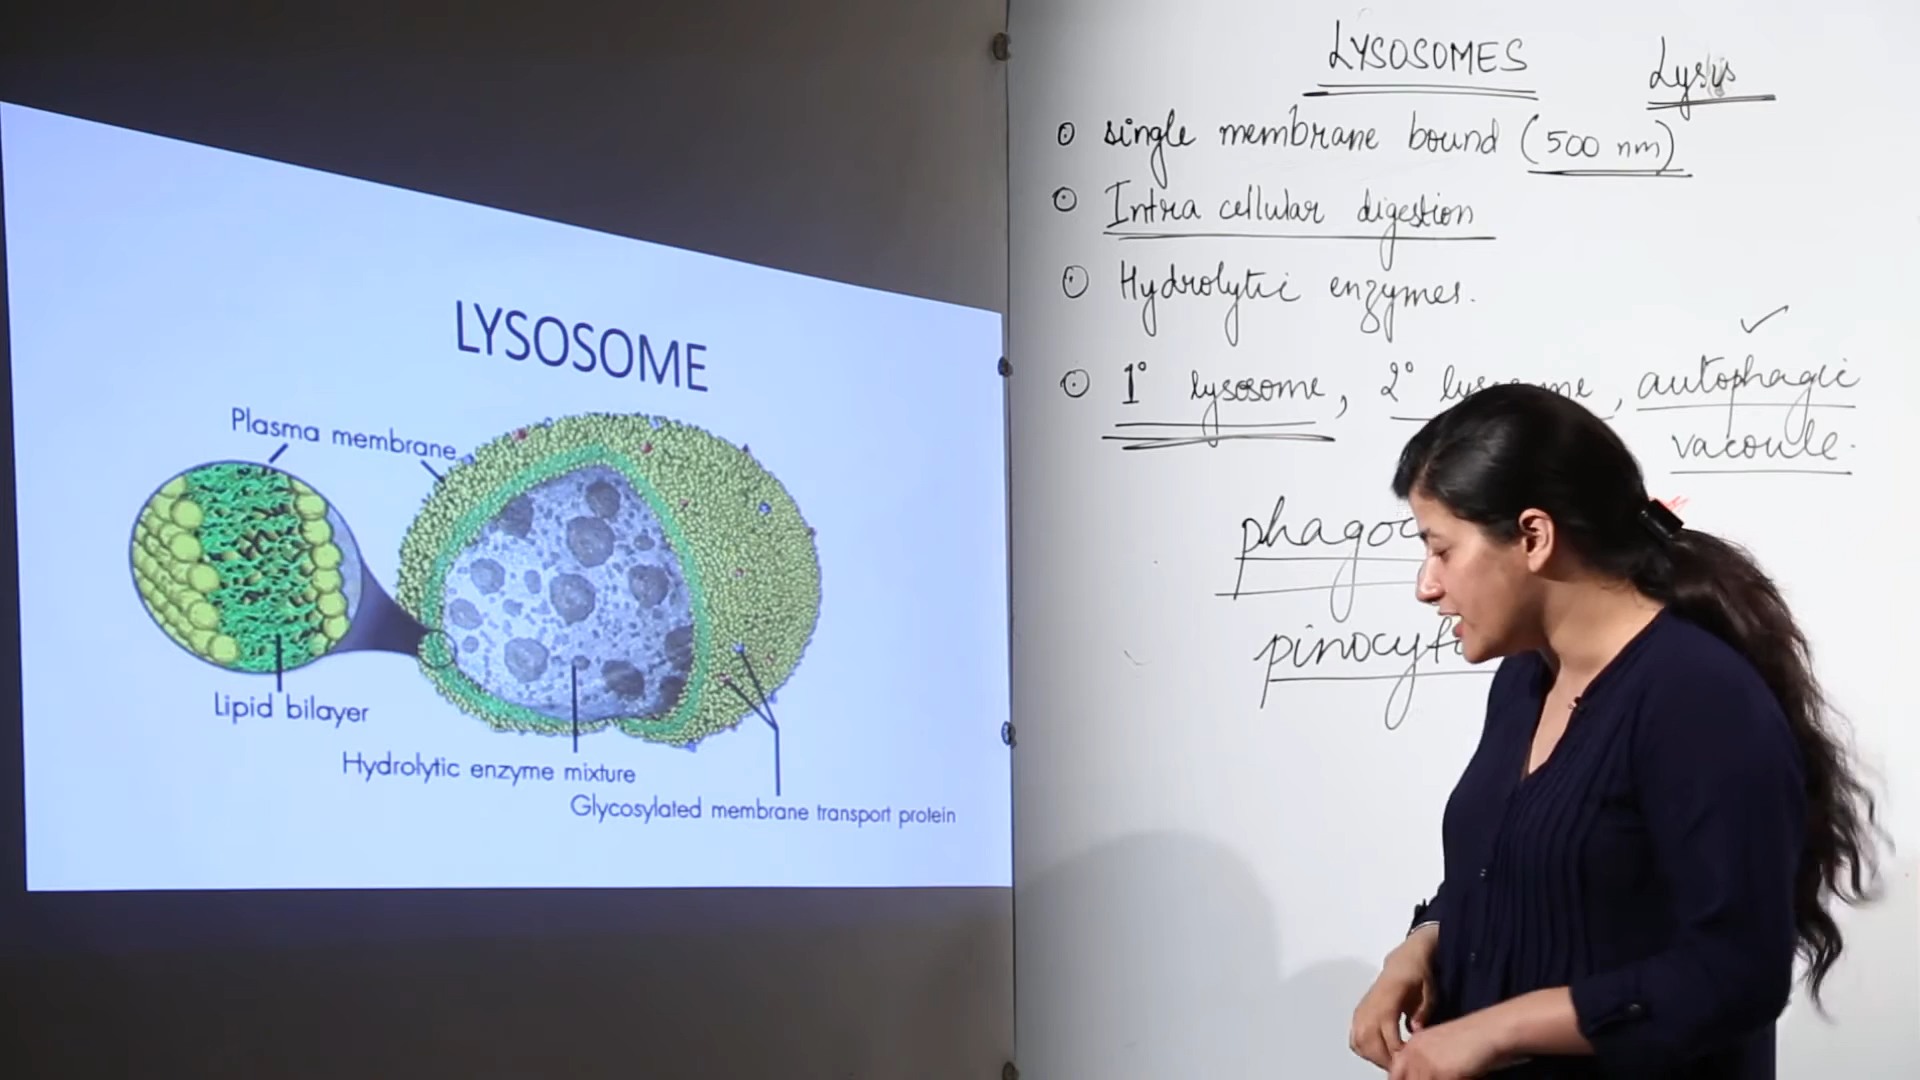 LYSOSOME
Plasma membrane
Lipid bilayer
Hydrolytic enzyme mixture
Glycosylated membrane transport protein
LYSOSOMES
Lysis
single membrane bound (500 nm)
Intra cellular digestion
Hydrolytic enzymes.
1° lysosome, 2° , autophagic
vacoule.